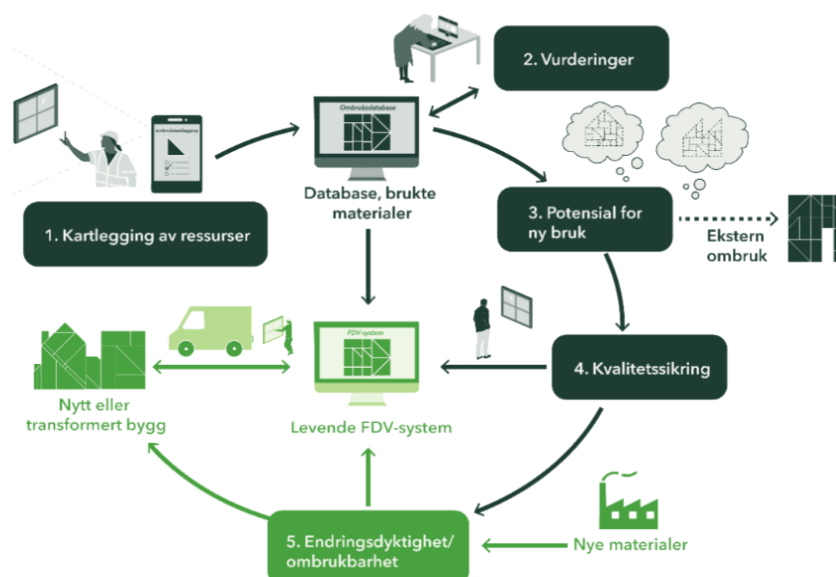 2. Vurderinger
ombrukskartlegging
Ombruksdatabase
Database, brukte
materialer
1. Kartlegging av ressurser
3. Potensial for
ny bruk
Ekstern
ombruk
FDV-system
4. Kvalitetssikring
Nytt eller
transformert bygg
Levende FDV-system
5. Endringsdyktighet/
ombrukbarhet
Nye materialer